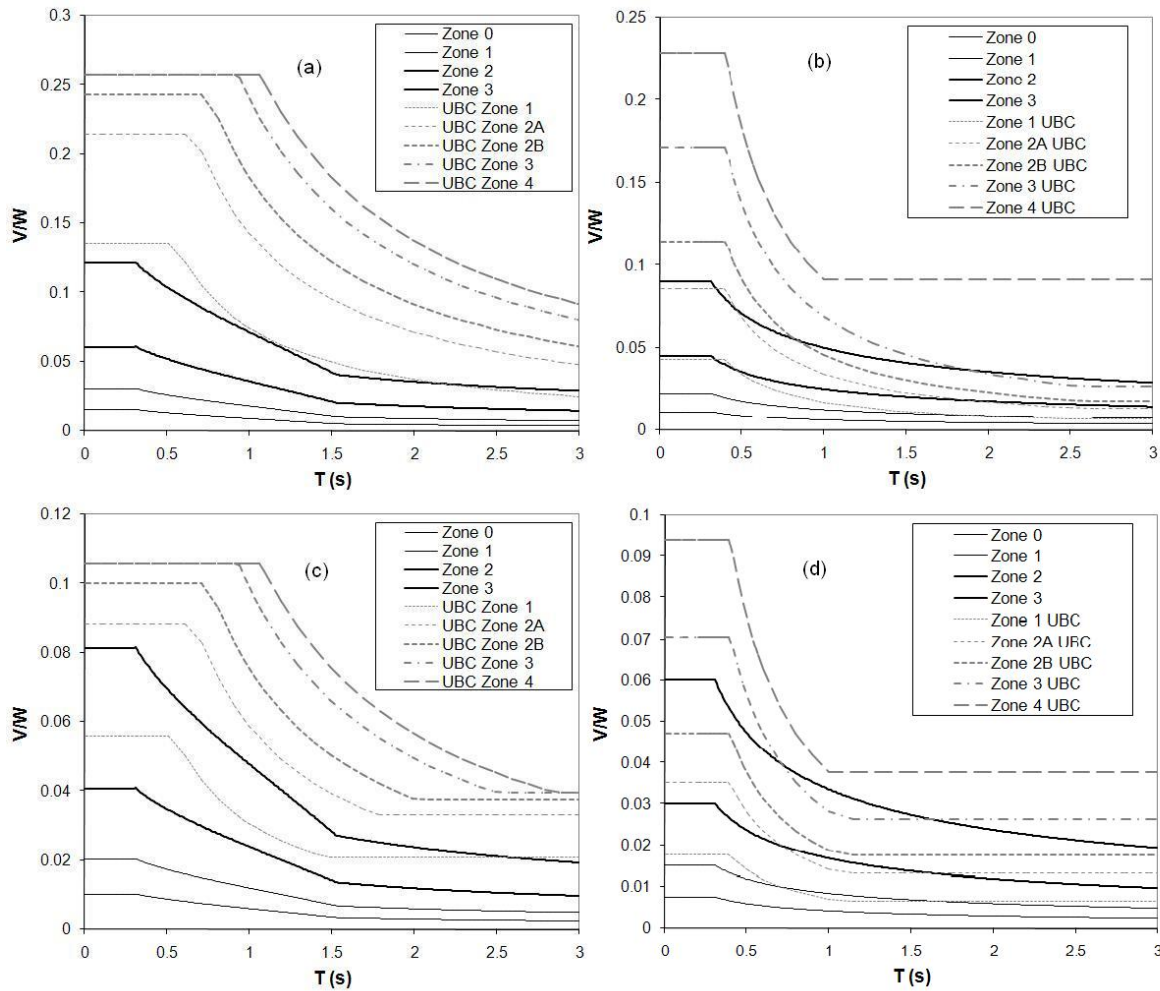 (a)
V/W
0.3
0.25
0.2
0.15
0.1
0.05
0
0 0.5 1 1.5 2 2.5 3
T (s)
Zone 0
Zone 1
Zone 2
Zone 3
UBC Zone 1
UBC Zone 2A
UBC Zone 2B
UBC Zone 3
UBC Zone 4
(b)
V/W
0.25
0.2
0.15
0.1
0.05
0
0 0.5 1 1.5 2 2.5 3
T (s)
Zone 0
Zone 1
Zone 2
Zone 3
Zone 1 UBC
Zone 2A UBC
Zone 2B UBC
Zone 3 UBC
Zone 4 UBC
(c)
V/W
0.12
0.1
0.08
0.06
0.04
0.02
0
0 0.5 1 1.5 2 2.5 3
T (s)
Zone 0
Zone 1
Zone 2
Zone 3
UBC Zone 1
UBC Zone 2A
UBC Zone 2B
UBC Zone 3
UBC Zone 4
(d)
V/W
0.1
0.09
0.08
0.07
0.06
0.05
0.04
0.03
0.02
0.01
0
0 0.5 1 1.5 2 2.5 3
T (s)
Zone 0
Zone 1
Zone 2
Zone 3
Zone 1 UBC
Zone 2A UBC
Zone 2B UBC
Zone 3 UBC
Zone 4 UBC